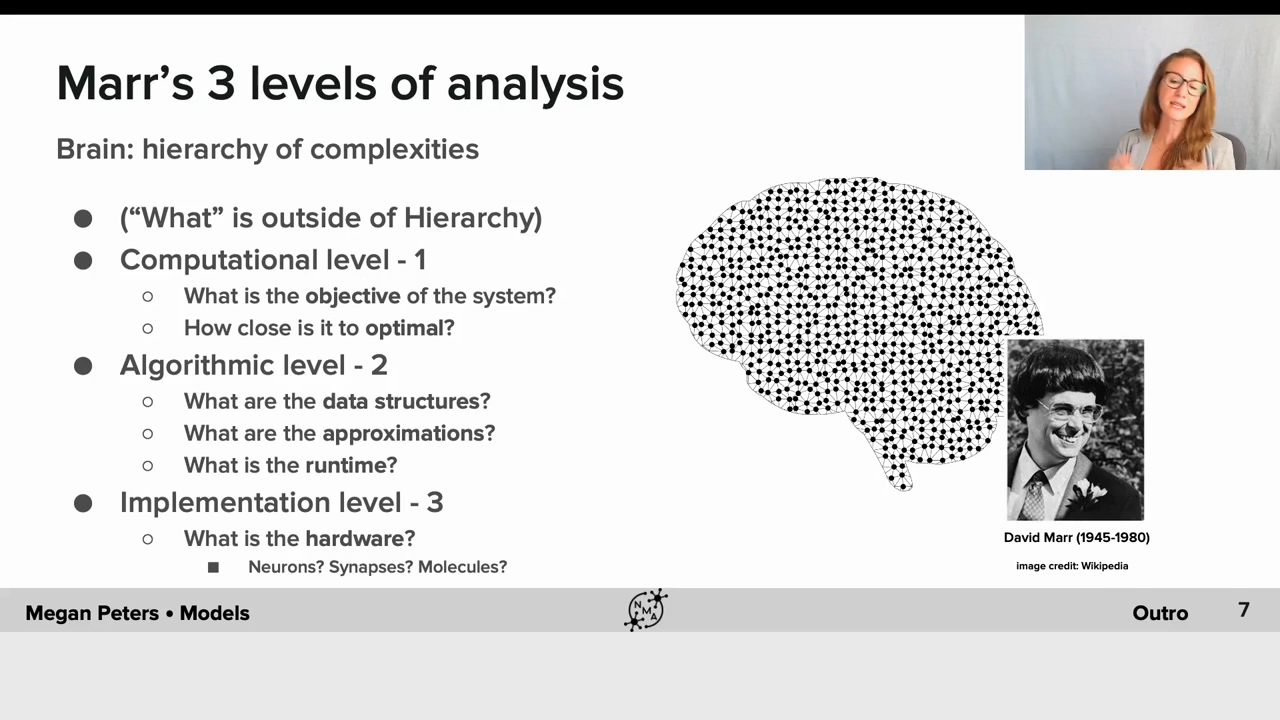 Marr’s 3 levels of analysis
Brain: hierarchy of complexities
● (“What” is outside of Hierarchy)
● Computational level - 1
○ What is the objective of the system?
○ How close is it to optimal?
● Algorithmic level - 2
○ What are the data structures?
○ What are the approximations?
○ What is the runtime?
● Implementation level - 3
○ What is the hardware?
■ Neurons? Synapses? Molecules?
David Marr (1945-1980)
image credit: Wikipedia
Megan Peters • Models
NMA
Outro
7